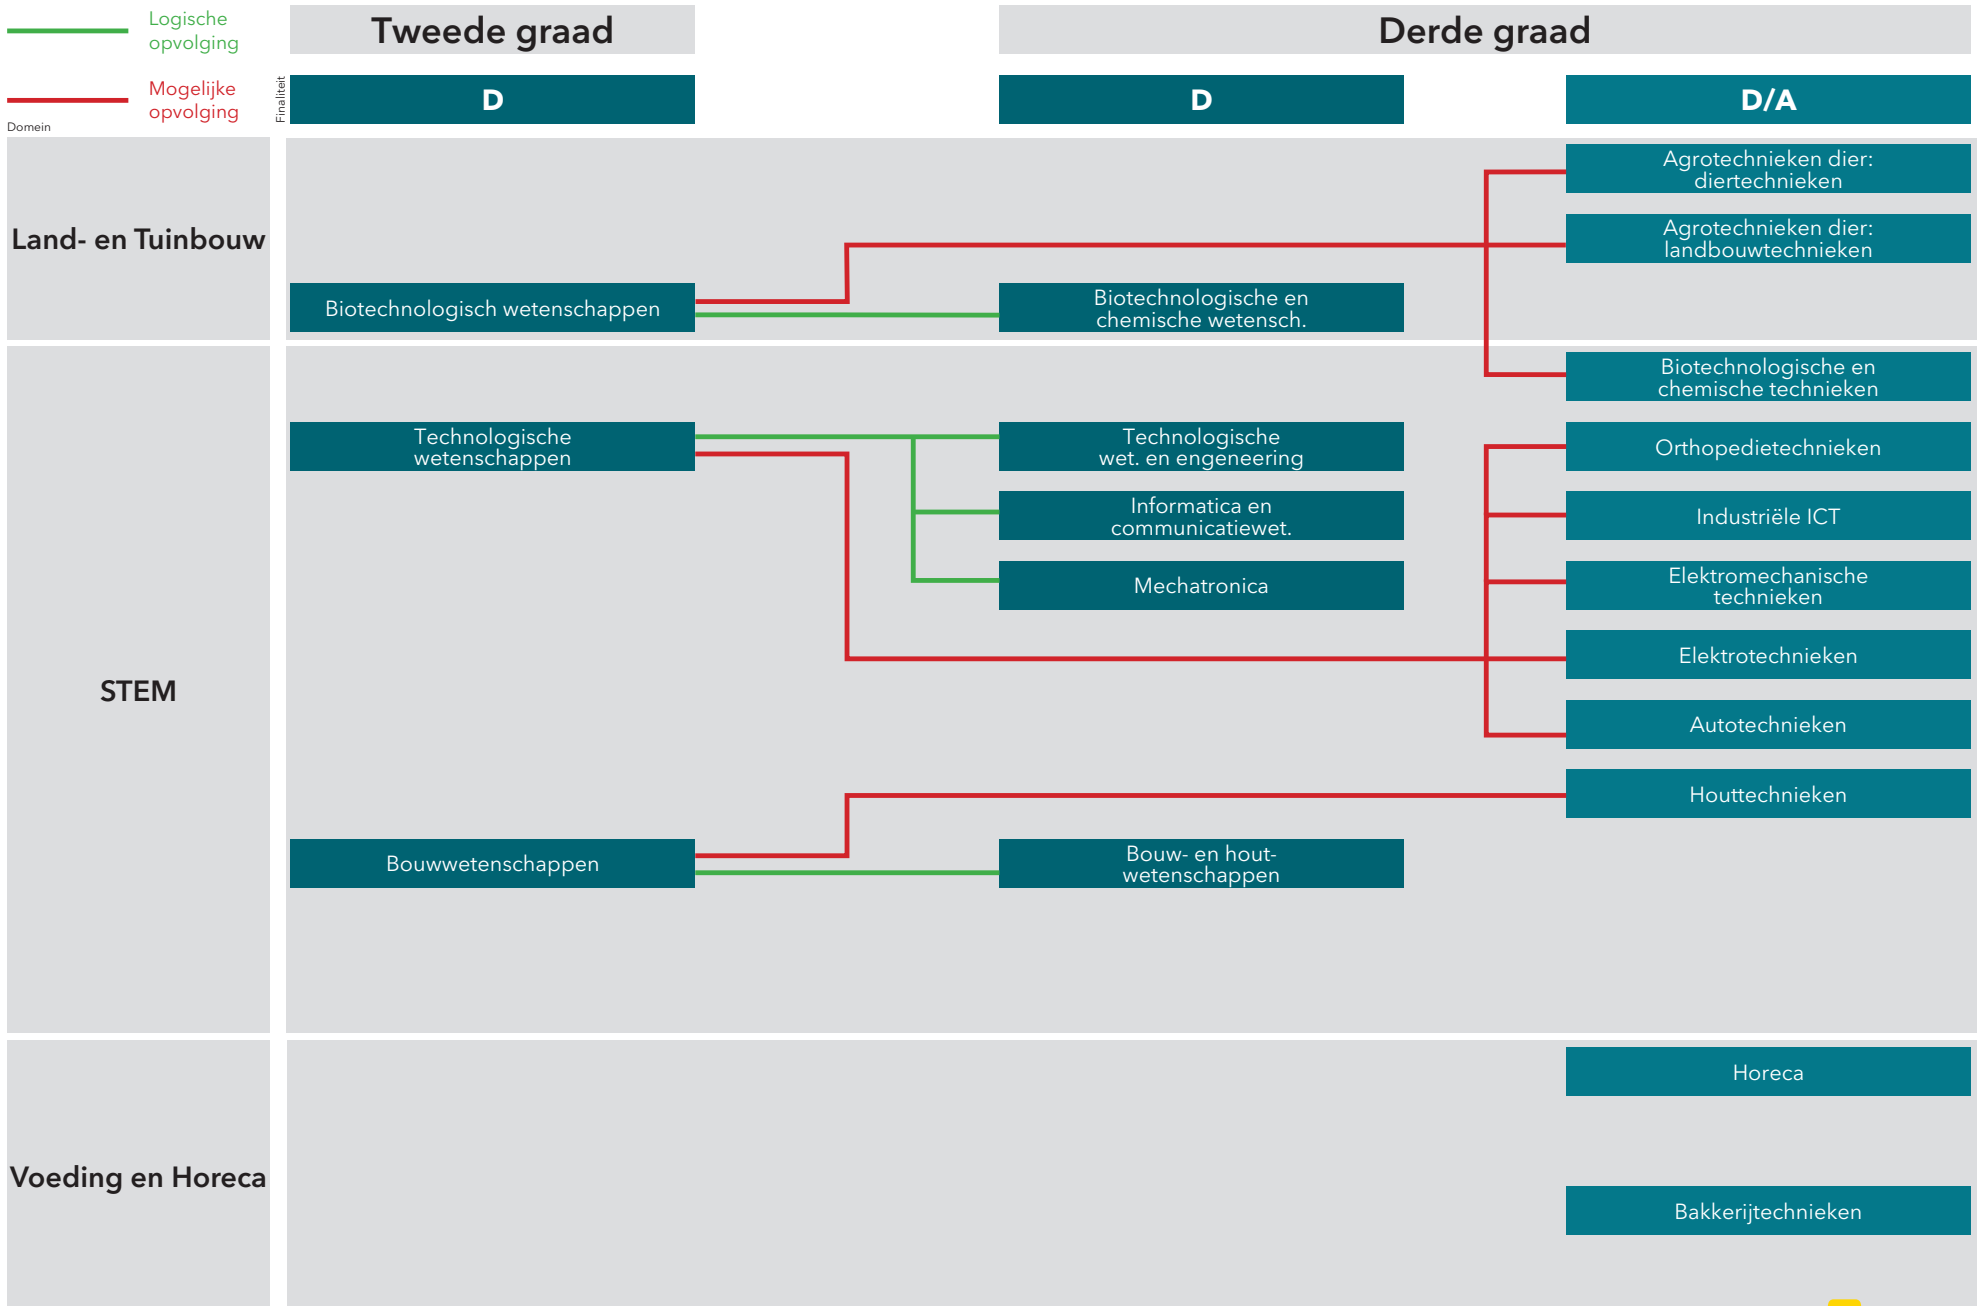 Logische
opvolging
Tweede graad
Derde graad
Mogelijke
opvolging
Finaliteit
D
D
D/A
Domein
Land- en Tuinbouw
Agrotechnieken dier:
diertechnieken
Agrotechnieken dier:
landbouwtechnieken
Biotechnologisch wetenschappen
Biotechnologische en
chemische wetensch.
STEM
Biotechnologische en
chemische technieken
Technologische
wetenschappen
Technologische
wet. en engeneering
Orthopedietechnieken
Informatica en
communicatiewet.
Industriële ICT
Mechatronica
Elektromechanische
technieken
Elektrotechnieken
Autotechnieken
Houttechnieken
Bouwwetenschappen
Bouw- en hout-
wetenschappen
Voeding en Horeca
Horeca
Bakkerijtechnieken